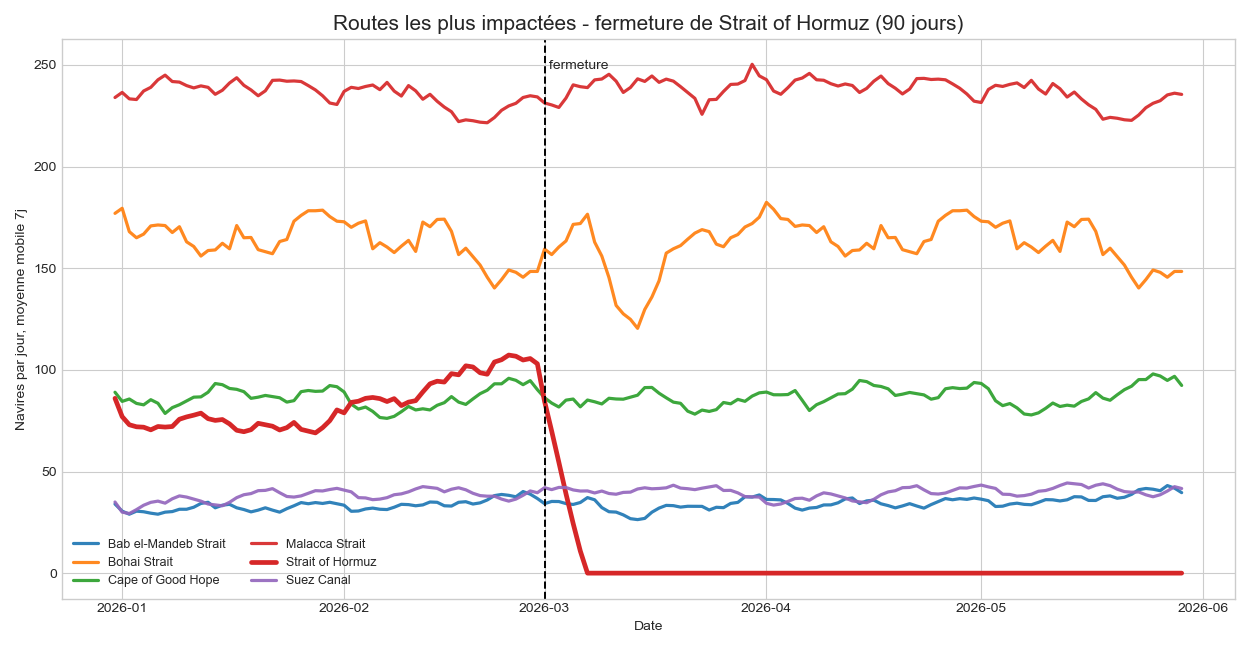 Routes les plus impactées - fermeture de Strait of Hormuz (90 jours)
fermeture
Navires par jour, moyenne mobile 7j
250
200
150
100
50
0
Bab el-Mandeb Strait
Bohai Strait
Cape of Good Hope
Malacca Strait
Strait of Hormuz
Suez Canal
2026-01 2026-02 2026-03 2026-04 2026-05 2026-06
Date